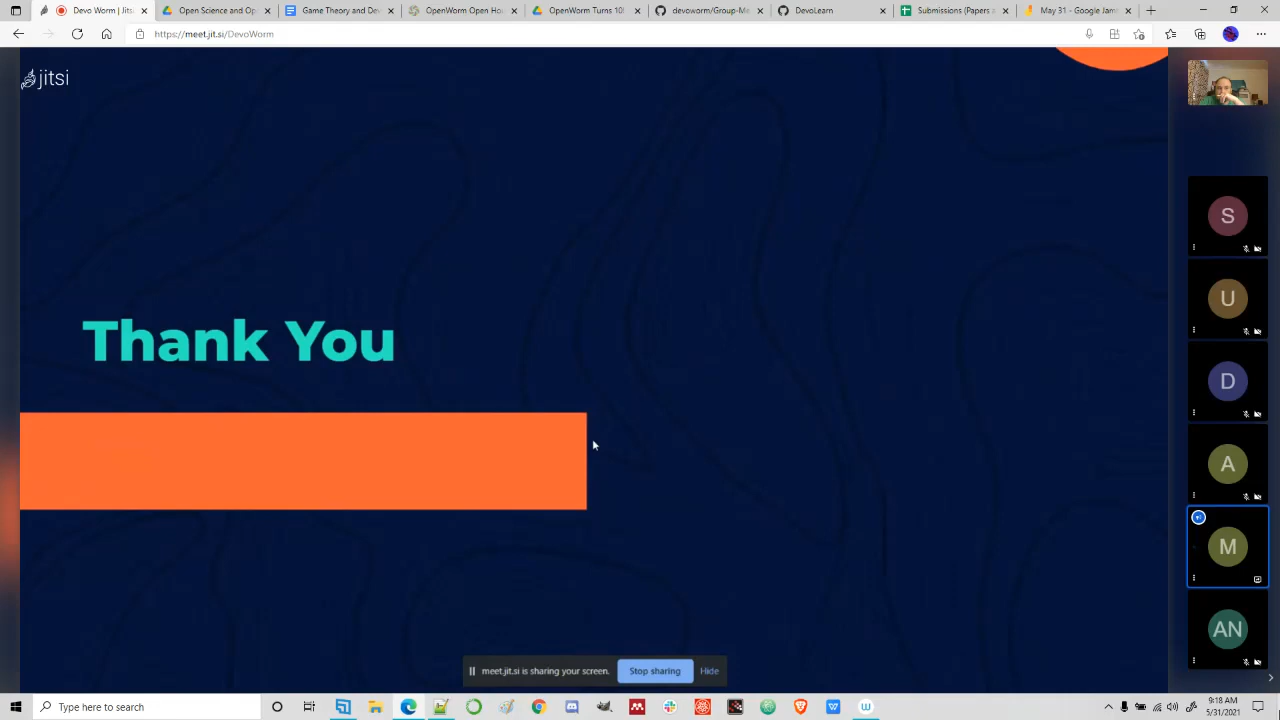 Devo Worm Jitsi
Open Science and Op
Game Theory and Dev
OpenWorm Open Ho
OpenWorm Turns 10!
devoworm/Group-Me
DevoLearn
Submissions (Papers a
May 31 - Google Jam
https://meet.jit.si/DevoWorm
jitsi
S
U
D
A
M
AN
Thank You
meet.jit.si is sharing your screen.
Stop sharing
Hide
Type here to search
9:18 AM
5/31/2021